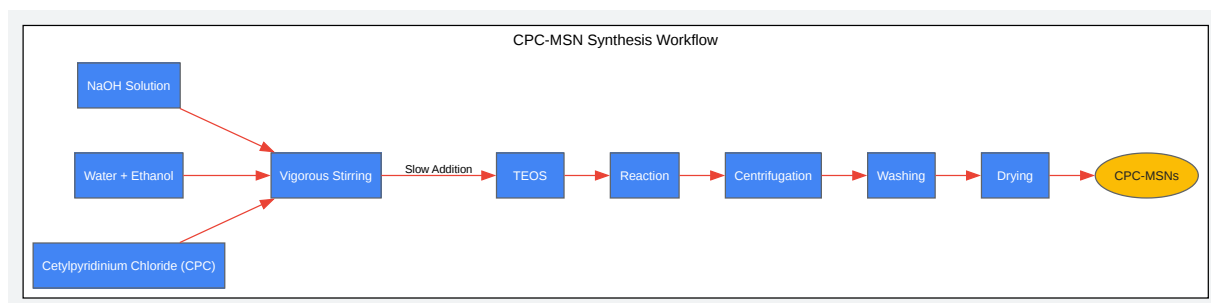 CPC-MSN Synthesis Workflow
NaOH Solution
Water + Ethanol
Cetylpyridinium Chloride (CPC)
Vigorous Stirring
Slow Addition
TEOS
Reaction
Centrifugation
Washing
Drying
CPC-MSNs